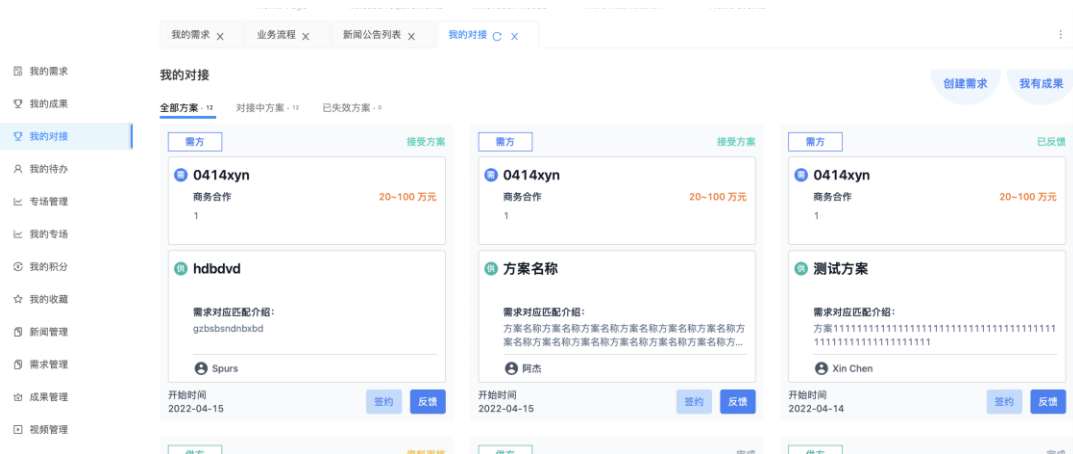 我的需求 × 业务流程 × 新闻公告列表 × 我的对接 ×
我的需求
我的成果
我的对接
我的待办
专场管理
我的专场
我的积分
我的收藏
新闻管理
需求管理
成果管理
视频管理
我的对接
创建需求 我有成果
全部方案 · 12 对接中方案 · 12 已失效方案 · 0
需方 接受方案
需 0414xyn
商务合作 20~100 万元
1
供 hdbdvd
需求对应匹配介绍:
gzbsbsndnbxbd
Spurs
开始时间
2022-04-15
签约 反馈
需方 接受方案
需 0414xyn
商务合作 20~100 万元
1
供 方案名称
需求对应匹配介绍:
方案名称方案名称方案名称方案名称方案名称方案名称方
案名称方案名称方案名称方案名称方案名称方案名称方...
阿杰
开始时间
2022-04-15
签约 反馈
需方 已反馈
需 0414xyn
商务合作 20~100 万元
1
供 测试方案
需求对应匹配介绍:
方案1111111111111111111111111111111111111
11111111111111111111
Xin Chen
开始时间
2022-04-14
签约 反馈